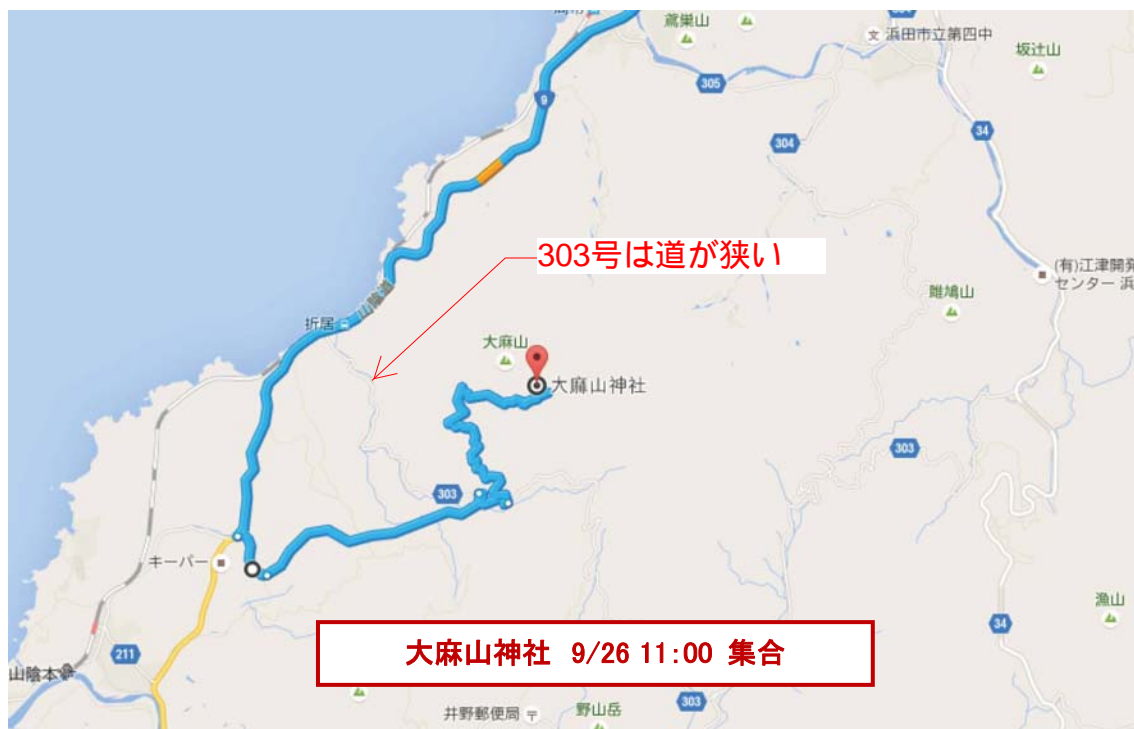 鳶巣山
浜田市立第四中
坂辻山
305
9
34
304
303号は道が狭い
(有)江津開発
センター 浜
雎鳩山
山陰道
折居
大麻山
大麻山神社
303
303
キーパー
漁山
34
211
大麻山神社 9/26 11:00 集合
山陰本
303
井野郵便局
野山岳